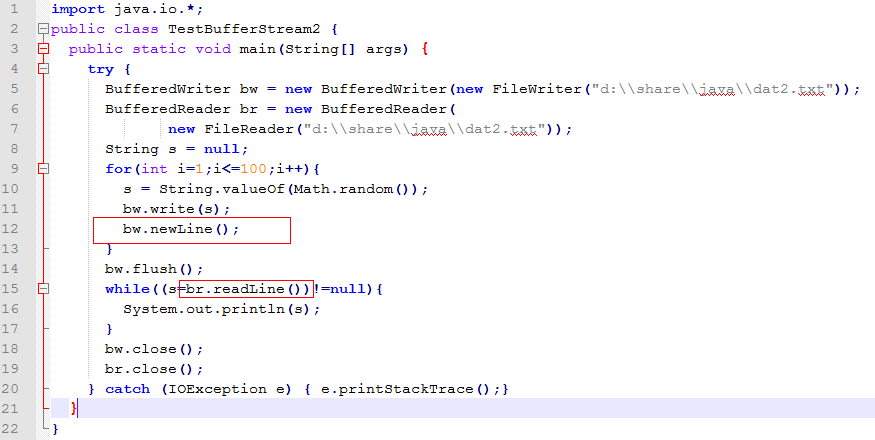 1 import java.io.*;
2 public class TestBufferStream2 {
3 public static void main(String[] args) {
4 try {
5 BufferedWriter bw = new BufferedWriter(new FileWriter("d:\\share\\java\\dat2.txt"));
6 BufferedReader br = new BufferedReader(
7 new FileReader("d:\\share\\java\\dat2.txt"));
8 String s = null;
9 for(int i=1;i<=100;i++){
10 s = String.valueOf(Math.random());
11 bw.write(s);
12 bw.newLine();
13 }
14 bw.flush();
15 while((s=br.readLine())!=null){
16 System.out.println(s);
17 }
18 bw.close();
19 br.close();
20 } catch (IOException e) { e.printStackTrace();}
21 }
22 }